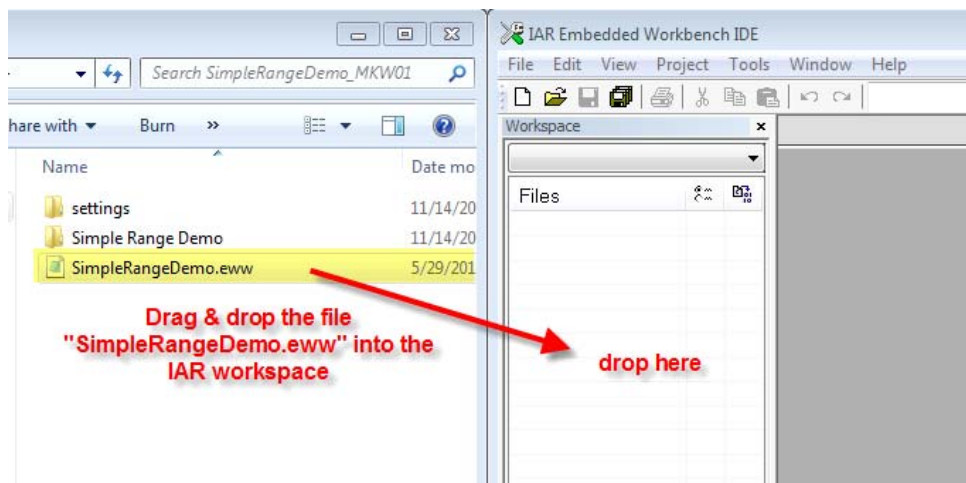 Search SimpleRangeDemo_MKW01
hare with
Burn
»
Name
Date mo
settings
11/14/20
Simple Range Demo
11/14/20
SimpleRangeDemo.eww
5/29/201
Drag & drop the file
"SimpleRangeDemo.eww" into the
IAR workspace
IAR Embedded Workbench IDE
File Edit View Project Tools Window Help
Workspace
Files
drop here